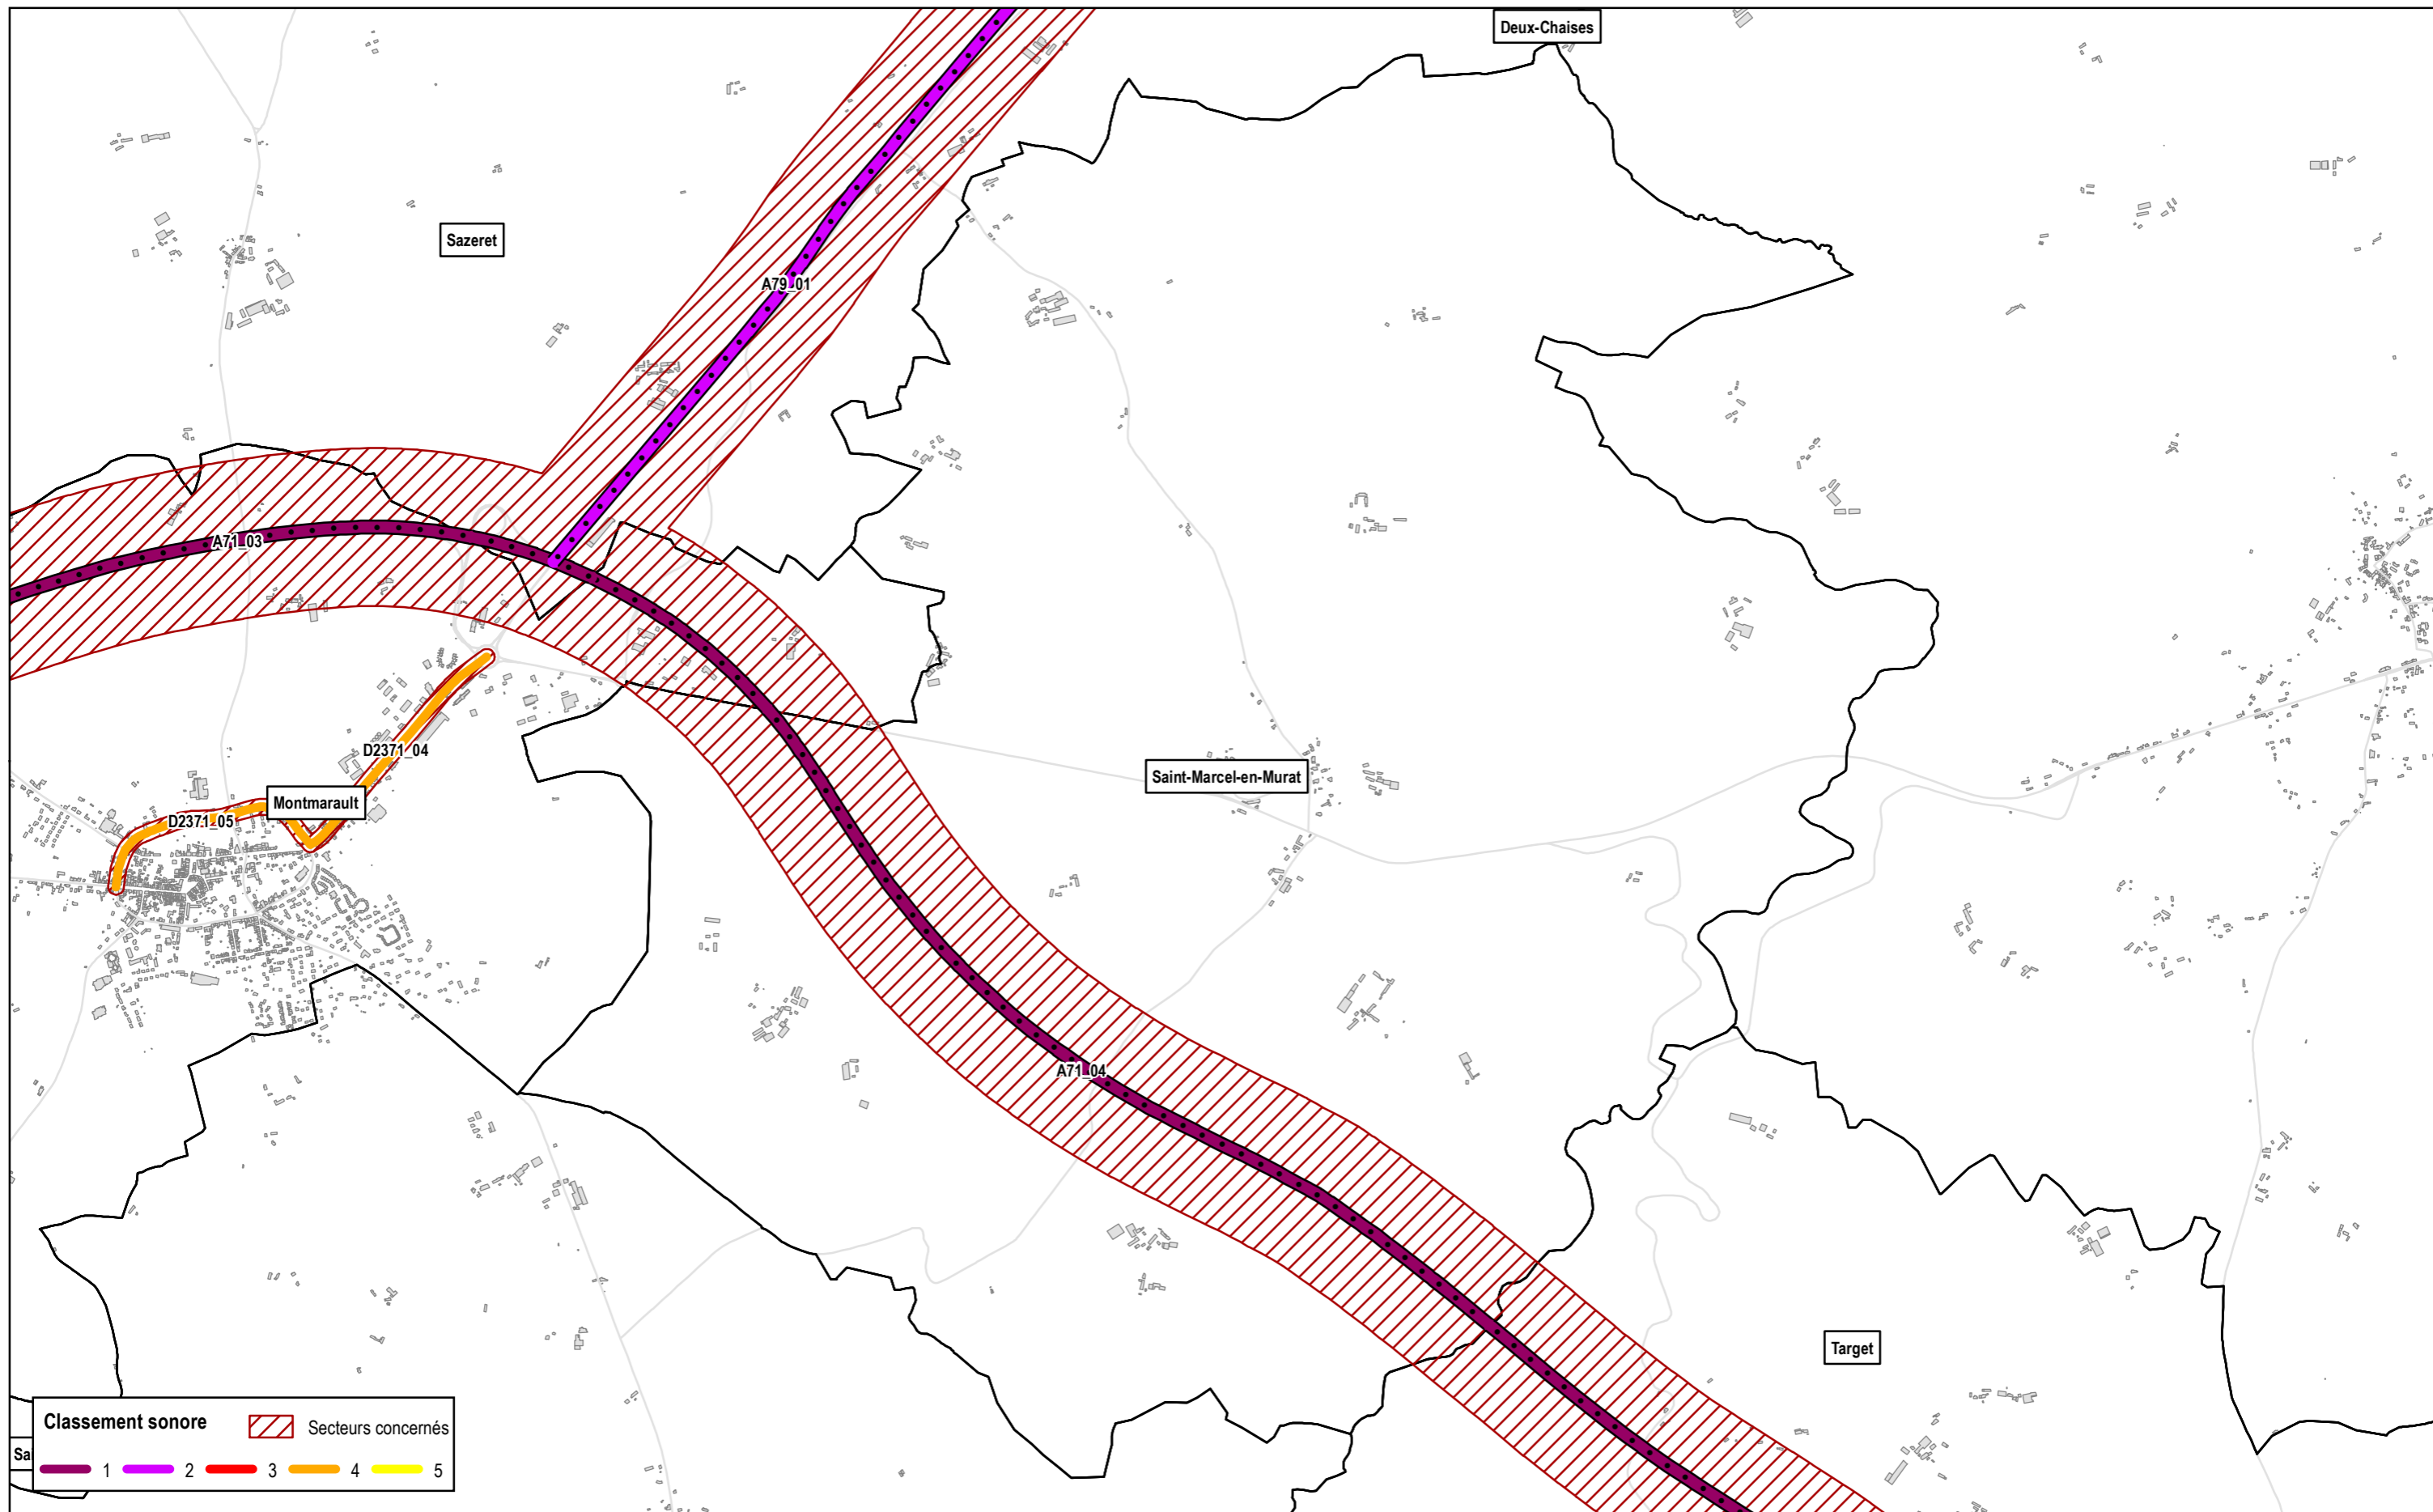 Deux-Chaises
Sazeret
A79_01
A71_03
D2371_04
Saint-Marcel-en-Murat
Montmarault
D2371_05
A71_04
Target
Classement sonore
Secteurs concernés
Sai
1 2 3 4 5